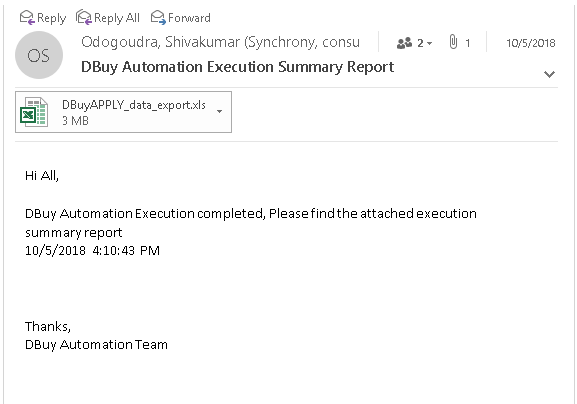 Reply Reply All Forward
OS
Odogoudra, Shivakumar (Synchrony, consu 2 1 10/5/2018
DBuy Automation Execution Summary Report
DBuyAPPLY_data_export.xls
3 MB
Hi All,
DBuy Automation Execution completed, Please find the attached execution
summary report
10/5/2018 4:10:43 PM
Thanks,
DBuy Automation Team